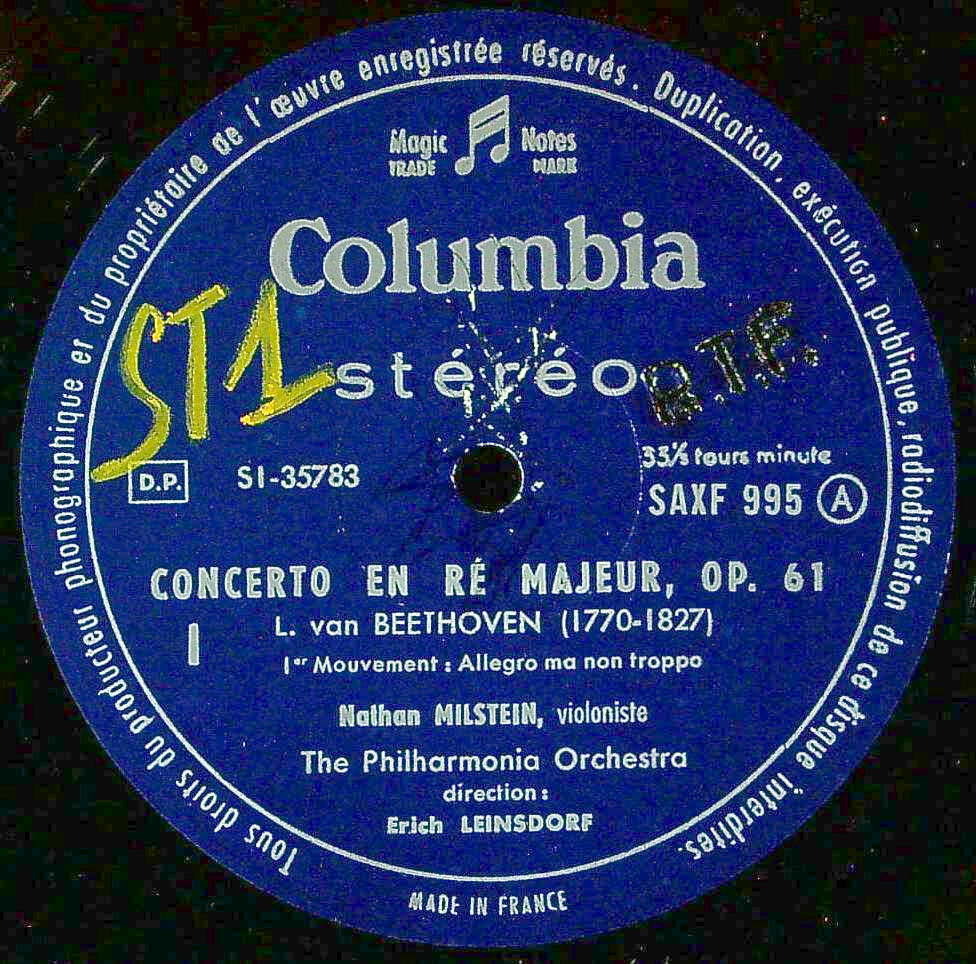 Tous droits du producteur phonographique et du propriétaire de l'œuvre enregistrée réservés. Duplication, exécution publique, radiodiffusion de ce disque interdites.
Magic Notes
TRADE MARK
Columbia
ST1
stéréo
R.T.F.
33⅓ tours minute
D.P. SI-35783
SAXF 995 A
CONCERTO EN RÉ MAJEUR, OP. 61
L. van BEETHOVEN (1770-1827)
I
1er Mouvement : Allegro ma non troppo
Nathan MILSTEIN, violoniste
The Philharmonia Orchestra
direction :
Erich LEINSDORF
MADE IN FRANCE